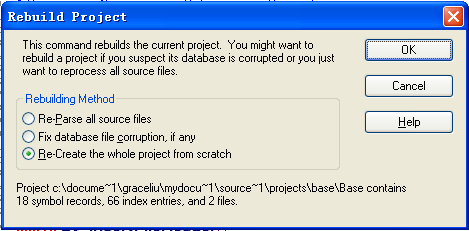 Rebuild Project
This command rebuilds the current project. You might want to
rebuild a project if you suspect its database is corrupted or you just
want to reprocess all source files.
OK
Cancel
Help
Rebuilding Method
Re-Parse all source files
Fix database file corruption, if any
Re-Create the whole project from scratch
Project c:\docume~1\graceliu\mydocu~1\source~1\projects\base\Base contains
18 symbol records, 66 index entries, and 2 files.